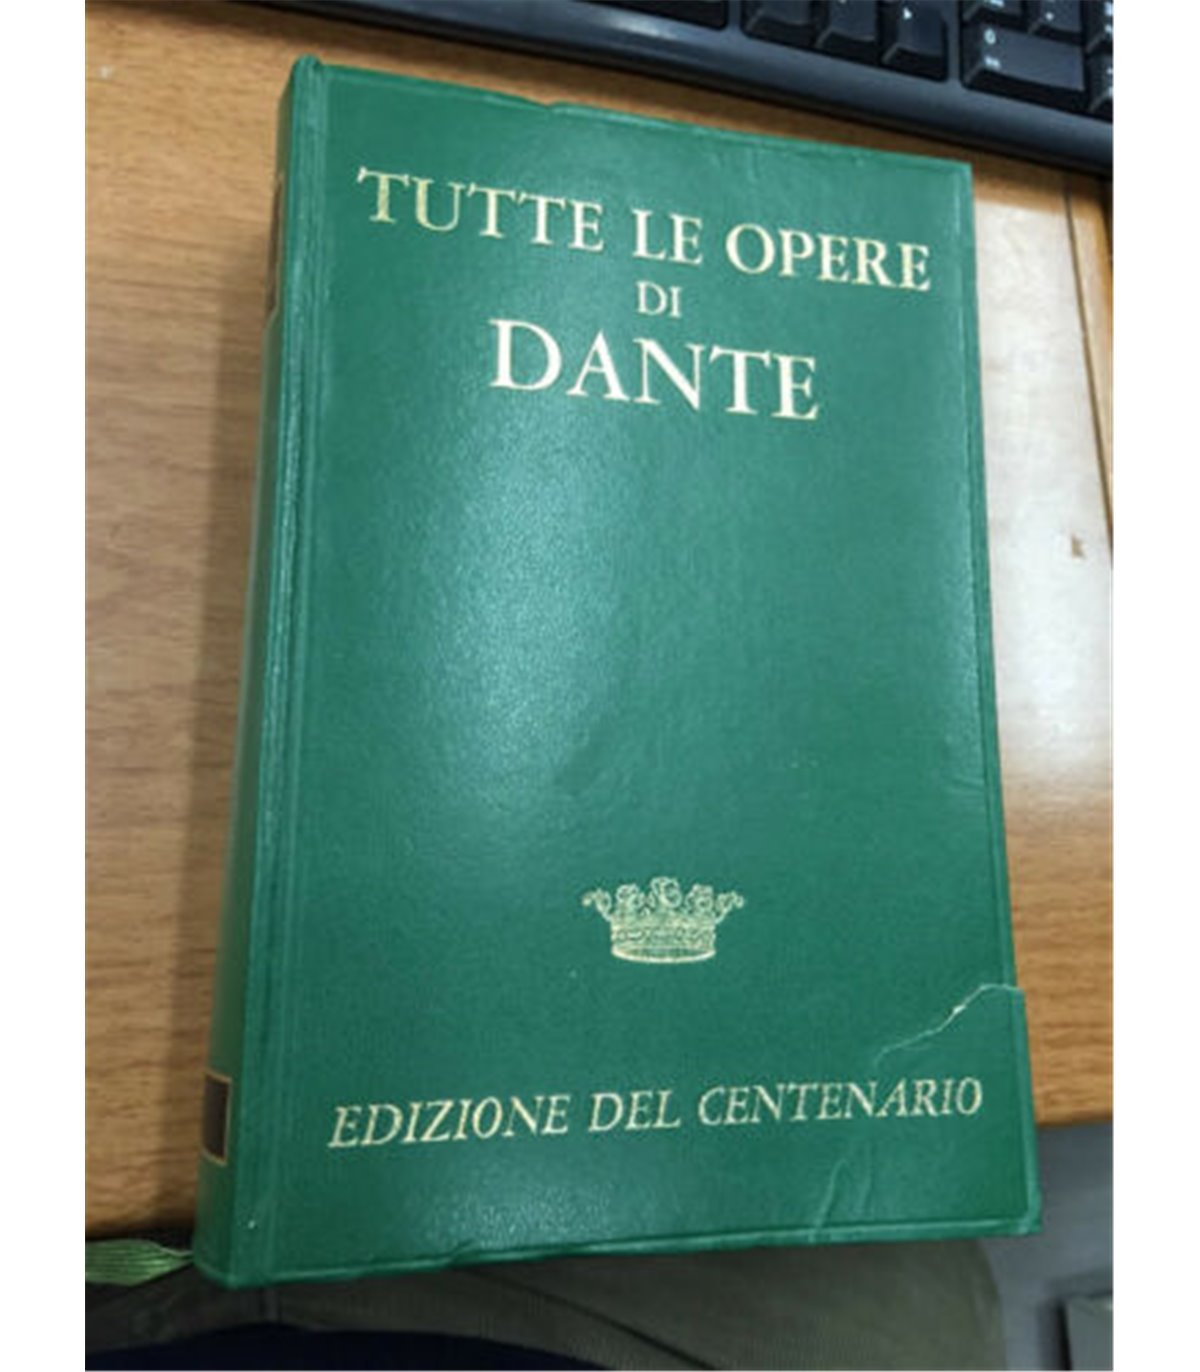 TUTTE LE OPERE
DI
DANTE
EDIZIONE DEL CENTENARIO